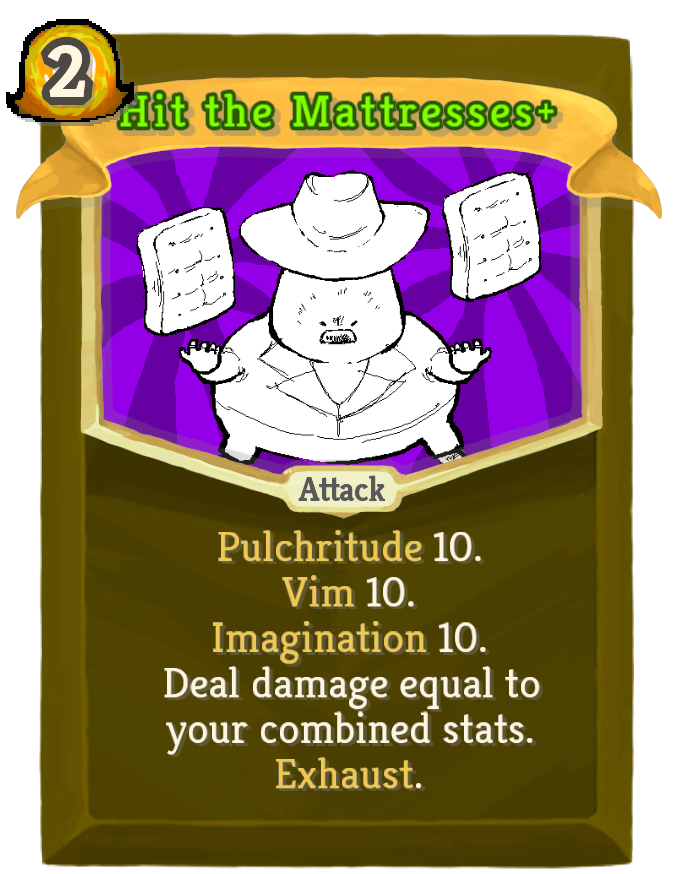 2
Hit the Mattresses+
Attack
Pulchritude 10.
Vim 10.
Imagination 10.
Deal damage equal to
your combined stats.
Exhaust.